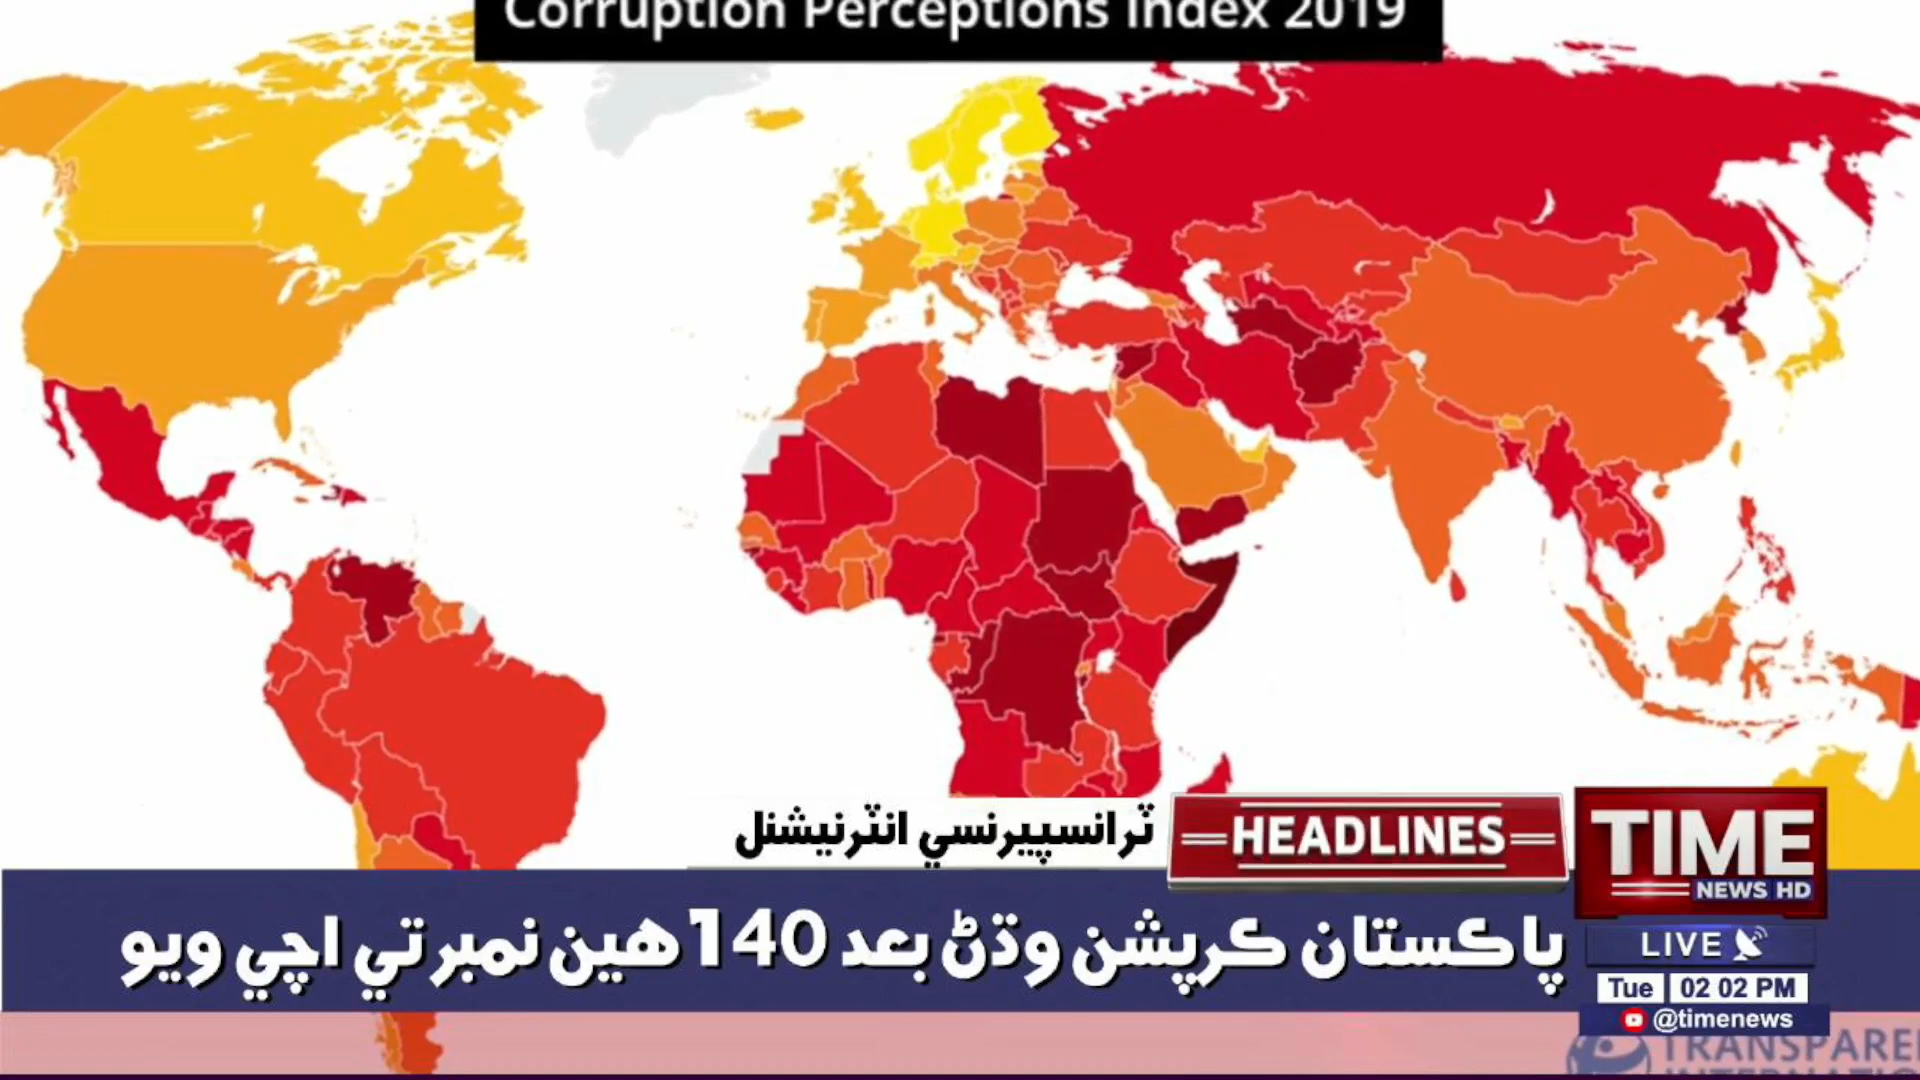 Corruption Perceptions Index 2019
ٽرانسپيرنسي انٽرنيشنل
HEADLINES
TIME
NEWS HD
پاڪستان ڪرپشن وڌڻ بعد 140 هين نمبر تي اچي ويو
LIVE
Tue 02 02 PM
@timenews